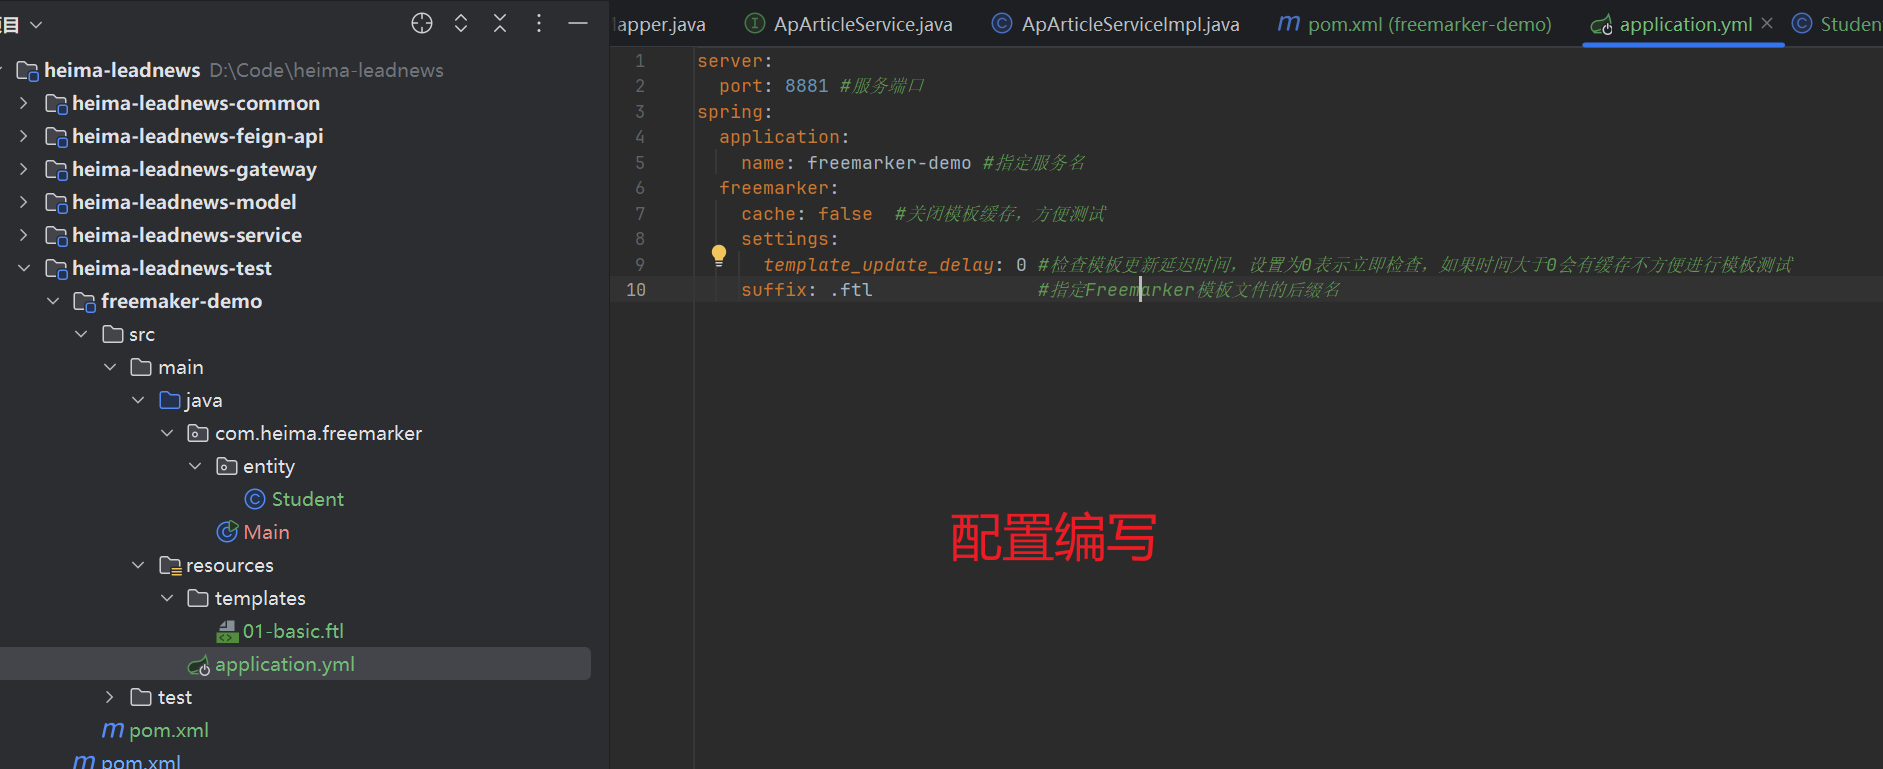 目
heima-leadnews D:\Code\heima-leadnews
heima-leadnews-common
heima-leadnews-feign-api
heima-leadnews-gateway
heima-leadnews-model
heima-leadnews-service
heima-leadnews-test
freemaker-demo
src
main
java
com.heima.freemarker
entity
Student
Main
resources
templates
01-basic.ftl
application.yml
test
pom.xml
pom.xml
apper.java ApArticleService.java ApArticleServiceImpl.java pom.xml (freemarker-demo) application.yml Studen
1 server:
2 port: 8881 #服务端口
3 spring:
4 application:
5 name: freemarker-demo #指定服务名
6 freemarker:
7 cache: false #关闭模板缓存，方便测试
8 settings:
9 template_update_delay: 0 #检查模板更新延迟时间，设置为0表示立即检查，如果时间大于0会有缓存不方便进行模板测试
10 suffix: .ftl #指定Freemarker模板文件的后缀名
配置编写